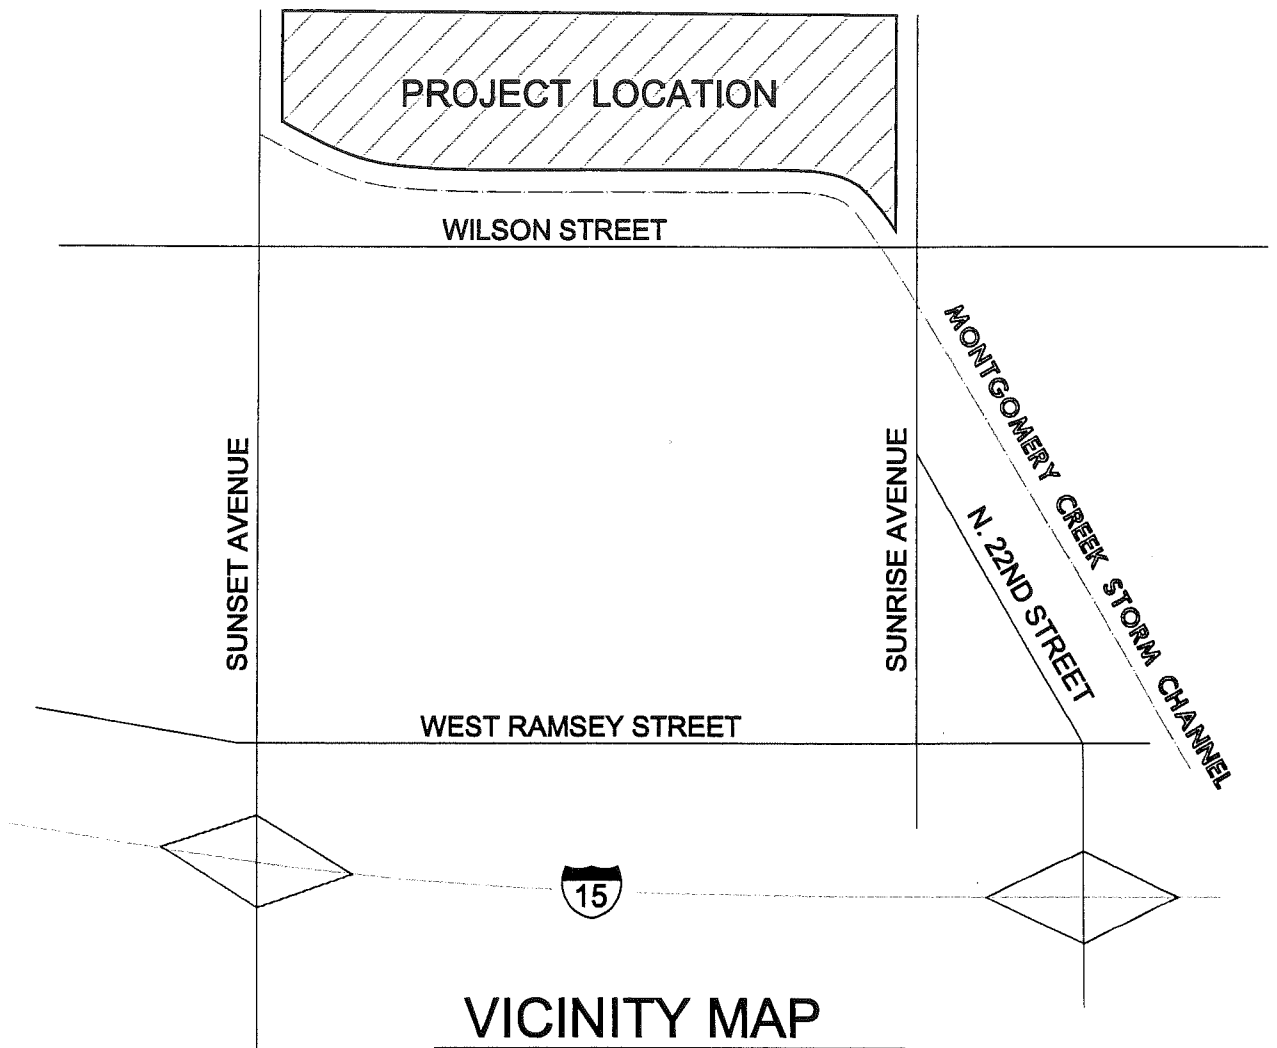 PROJECT LOCATION
WILSON STREET
MONTGOMERY CREEK STORM CHANNEL
SUNSET AVENUE
SUNRISE AVENUE
N. 22ND STREET
WEST RAMSEY STREET
15
VICINITY MAP